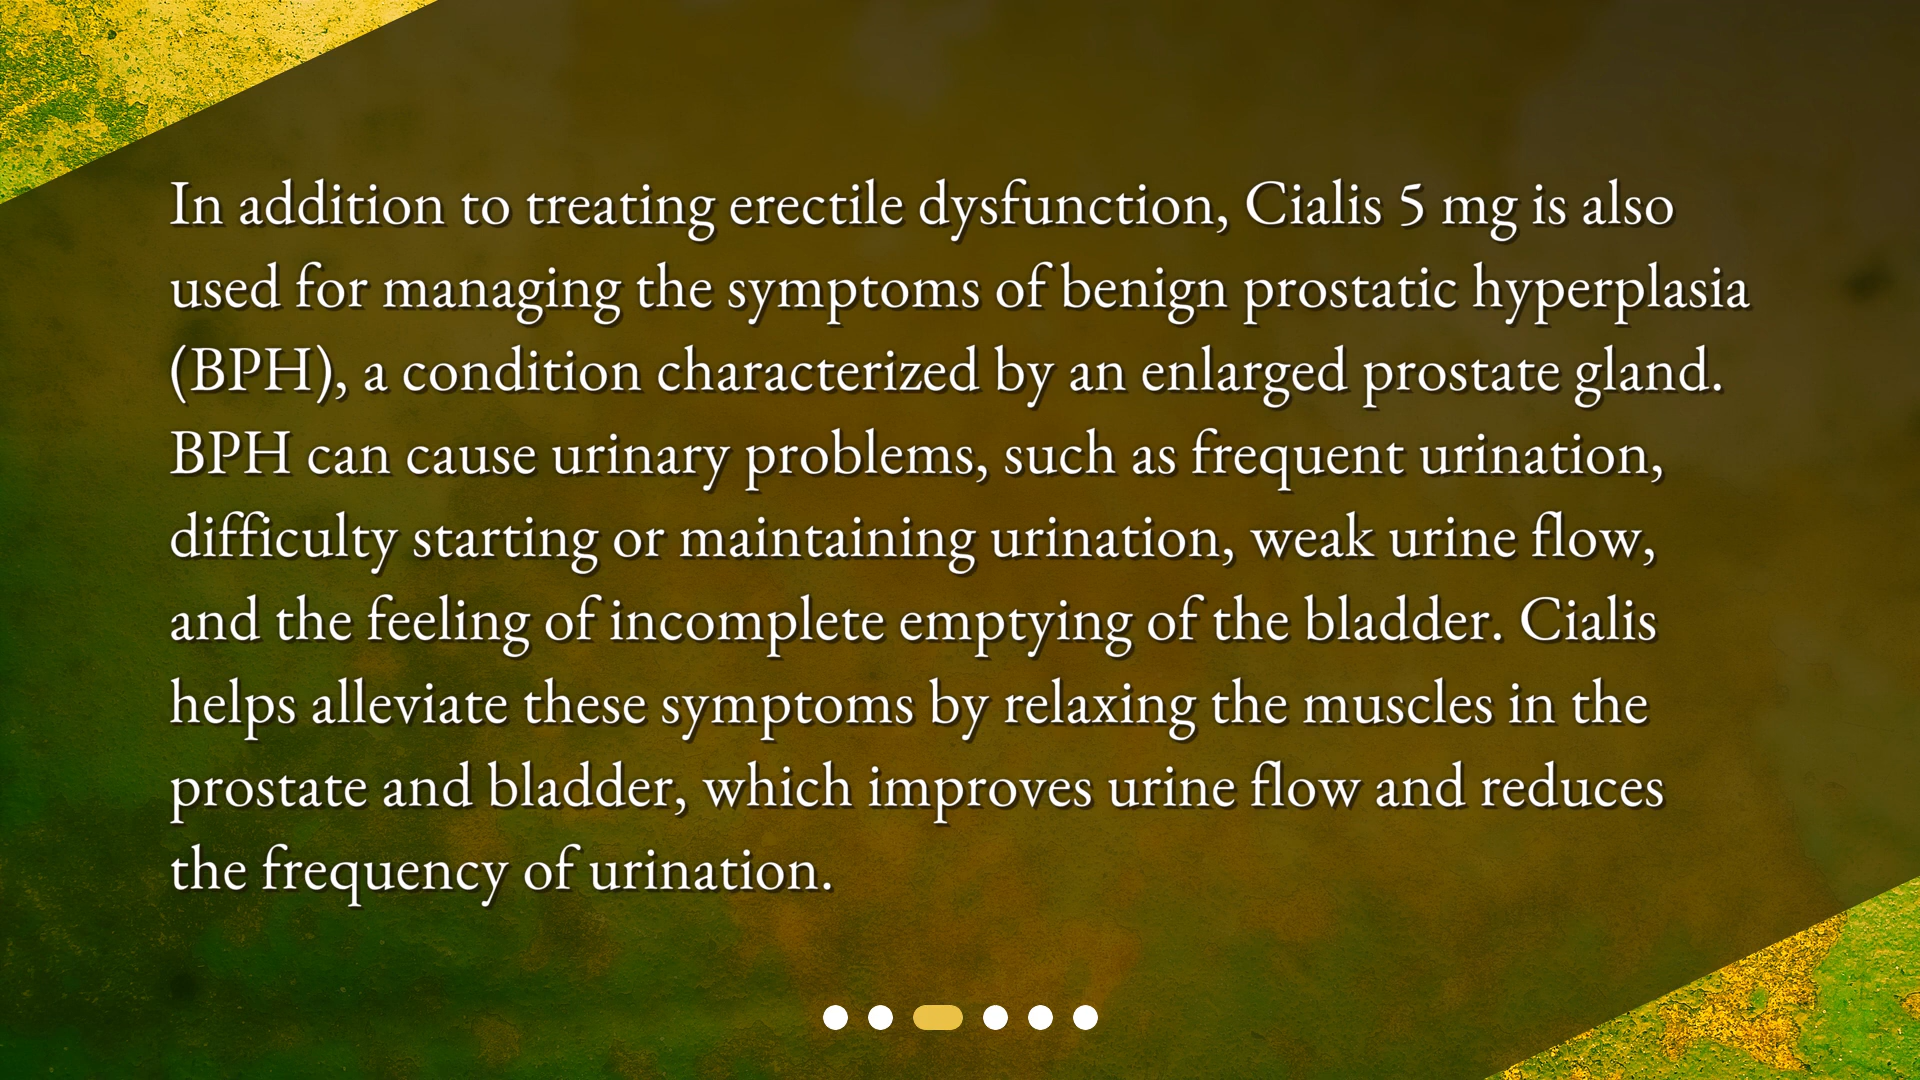 In addition to treating erectile dysfunction, Cialis 5 mg is also
used for managing the symptoms of benign prostatic hyperplasia
(BPH), a condition characterized by an enlarged prostate gland.
BPH can cause urinary problems, such as frequent urination,
difficulty starting or maintaining urination, weak urine flow,
and the feeling of incomplete emptying of the bladder. Cialis
helps alleviate these symptoms by relaxing the muscles in the
prostate and bladder, which improves urine flow and reduces
the frequency of urination.